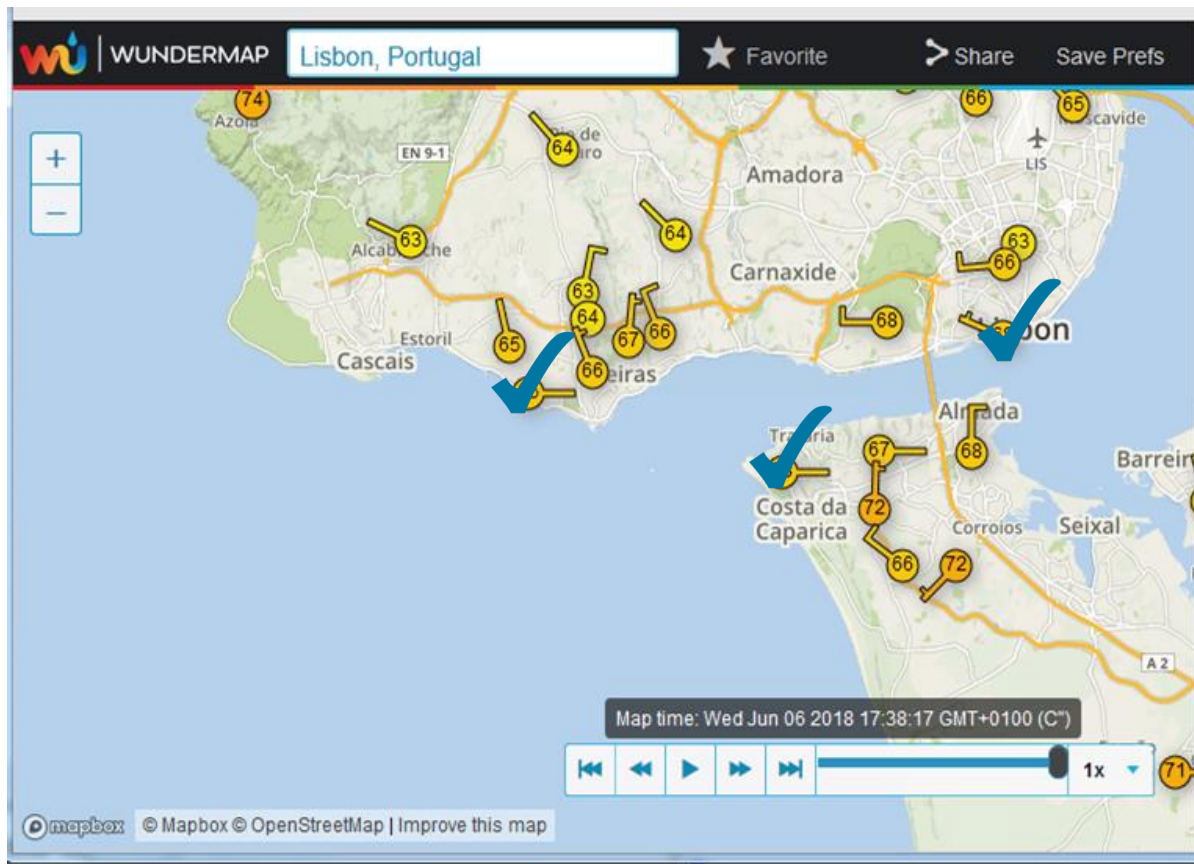 WUNDERMAP
Lisbon, Portugal
Favorite
Share
Save Prefs
74
66
65
Azoia
LIS
EN 9-1
64
Amadora
+
−
63
64
63
Carnaxide
66
63
64
68
65
67
66
Estoril
Cascais
66
Almada
67
68
Barreir
72
Costa da
Caparica
Corroios
Seixal
66
72
A 2
Map time: Wed Jun 06 2018 17:38:17 GMT+0100 (C")
1x
71
mapbox
© Mapbox © OpenStreetMap | Improve this map